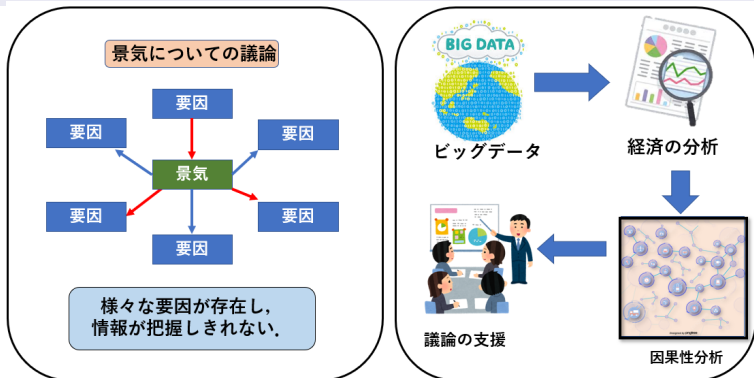 景気についての議論
要因
要因
要因
景気
要因
要因
要因
様々な要因が存在し,
情報が把握しきれない.
BIG DATA
ビッグデータ
経済の分析
議論の支援
因果性分析